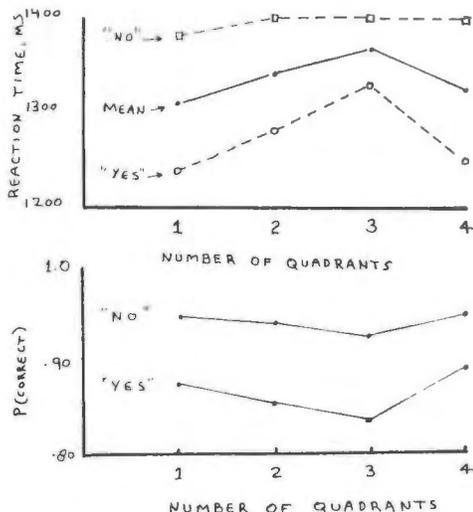 1400
"NO"
REACTION TIME, MS
MEAN
1300
"YES"
1200
1 2 3 4
NUMBER OF QUADRANTS
1.0
"NO"
P(CORRECT)
.90
"YES"
.80
1 2 3 4
NUMBER OF QUADRANTS